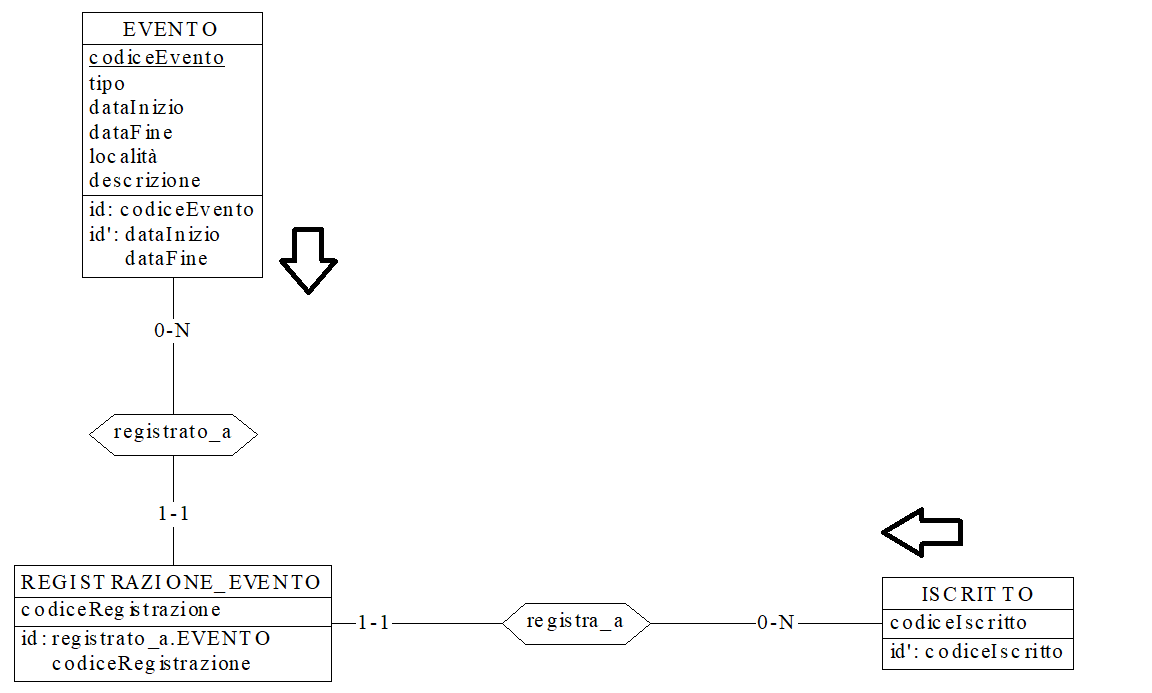 EVENTO
codiceEvento
tipo
dataInizio
dataFine
località
descrizione
id: codiceEvento
id': dataInizio
dataFine
0-N
registrato_a
1-1
REGISTRAZIONE_EVENTO
codiceRegistrazione
id: registrato_a.EVENTO
codiceRegistrazione
1-1
registra_a
0-N
ISCRITTO
codiceIscritto
id': codiceIscritto